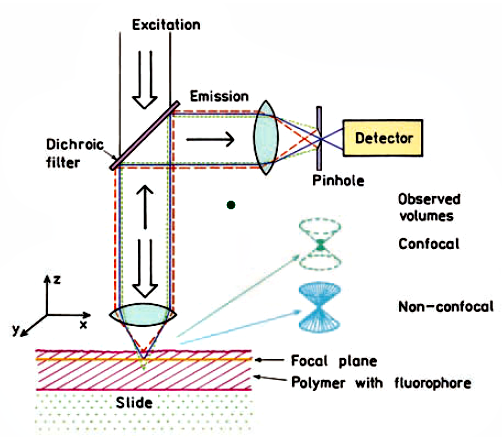 Excitation
Emission
Dichroic
filter
Detector
Pinhole
Observed
volumes
Confocal
Non-confocal
z
y
x
Focal plane
Polymer with fluorophore
Slide